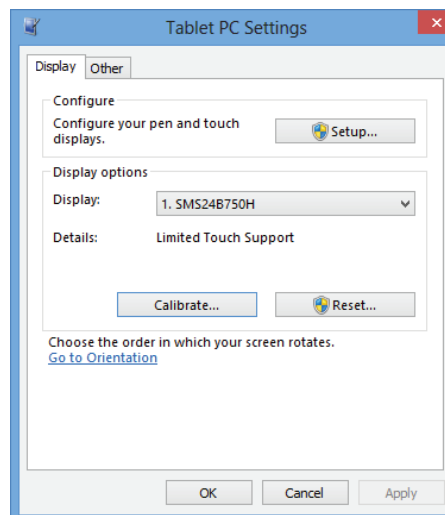 Tablet PC Settings
Display
Other
Configure
Configure your pen and touch
displays.
Setup...
Display options
Display:
1. SMS24B750H
Details:
Limited Touch Support
Calibrate...
Reset...
Choose the order in which your screen rotates.
Go to Orientation
OK
Cancel
Apply